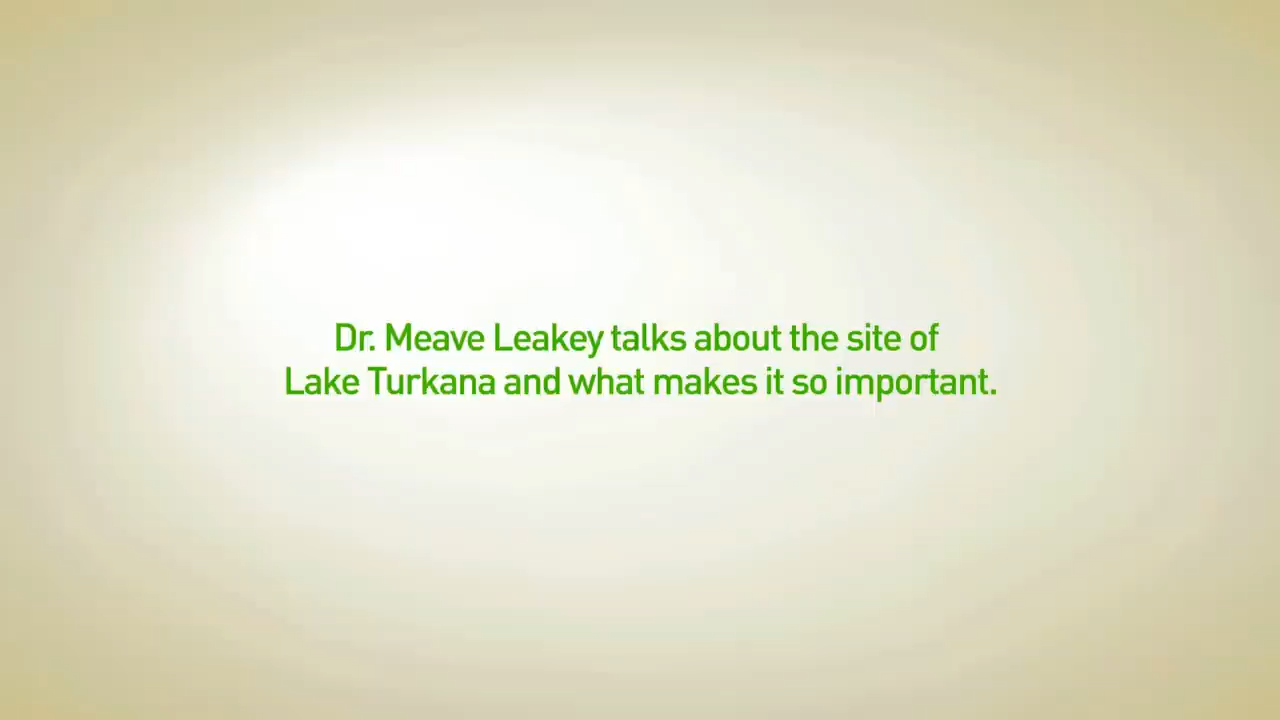 Dr. Meave Leakey talks about the site of
Lake Turkana and what makes it so important.